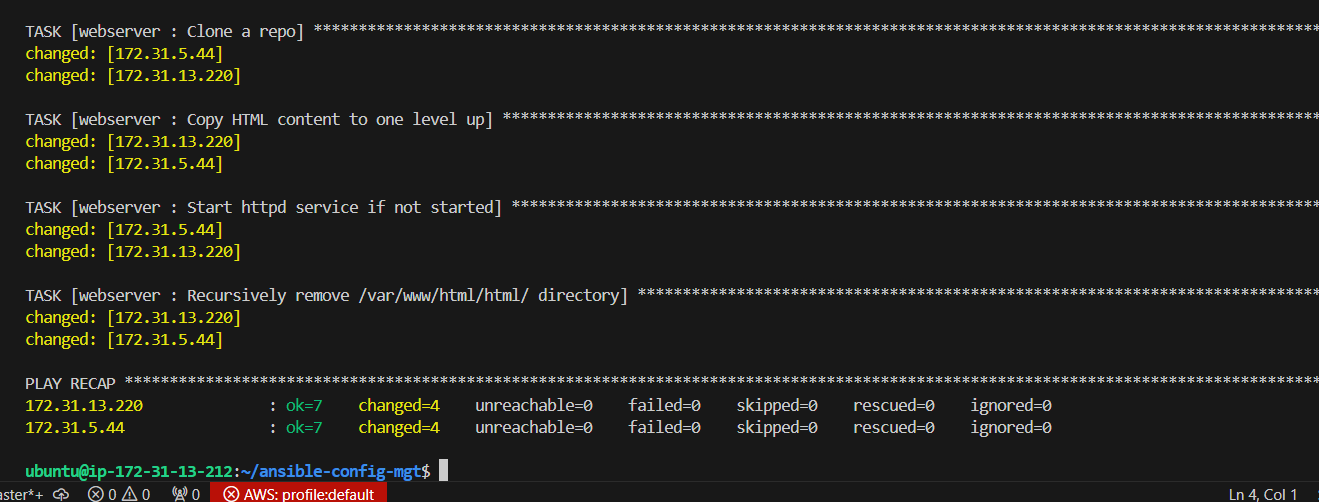 TASK [webserver : Clone a repo] ****************************************************************************************************************
changed: [172.31.5.44]
changed: [172.31.13.220]
TASK [webserver : Copy HTML content to one level up] *******************************************************************************************
changed: [172.31.13.220]
changed: [172.31.5.44]
TASK [webserver : Start httpd service if not started] ******************************************************************************************
changed: [172.31.5.44]
changed: [172.31.13.220]
TASK [webserver : Recursively remove /var/www/html/html/ directory] ****************************************************************************
changed: [172.31.13.220]
changed: [172.31.5.44]
PLAY RECAP *************************************************************************************************************************************
172.31.13.220 : ok=7 changed=4 unreachable=0 failed=0 skipped=0 rescued=0 ignored=0
172.31.5.44 : ok=7 changed=4 unreachable=0 failed=0 skipped=0 rescued=0 ignored=0
ubuntu@ip-172-31-13-212:~/ansible-config-mgt$
aster*+ 0 0 0 AWS: profile:default Ln 4, Col 1